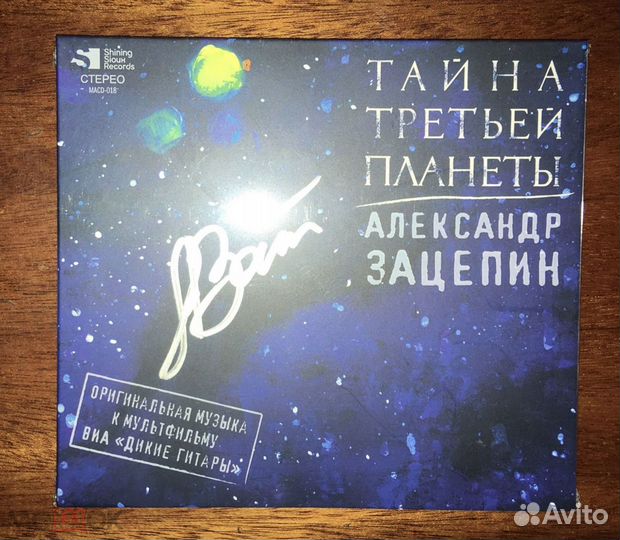 Shining
Sioux
Records
СТЕРЕО
MACD-018
ТАЙНА
ТРЕТЬЕЙ
ПЛАНЕТЫ
АЛЕКСАНДР
ЗАЦЕПИН
ОРИГИНАЛЬНАЯ МУЗЫКА
К МУЛЬТФИЛЬМУ
ВИА «ДИКИЕ ГИТАРЫ»
Avito